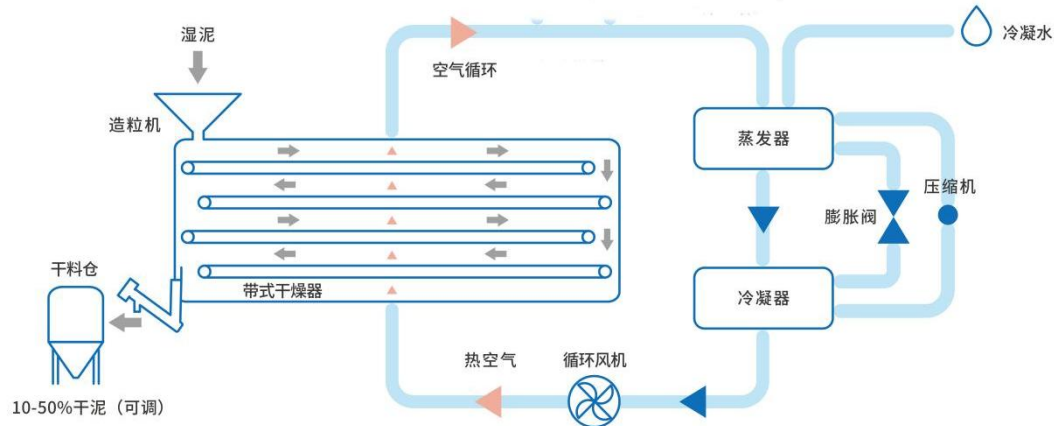 湿泥
冷凝水
空气循环
造粒机
蒸发器
压缩机
膨胀阀
干料仓
带式干燥器
冷凝器
热空气
循环风机
10-50%干泥（可调）